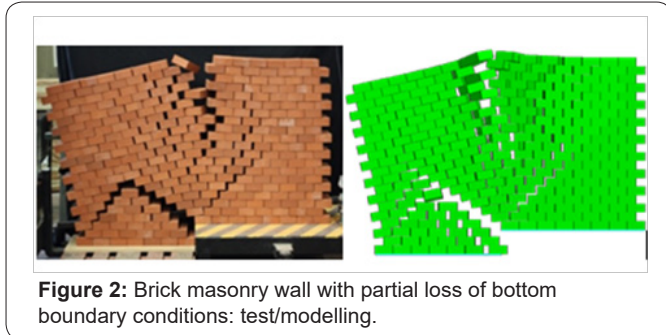 Figure 2: Brick masonry wall with partial loss of bottom
boundary conditions: test/modelling.